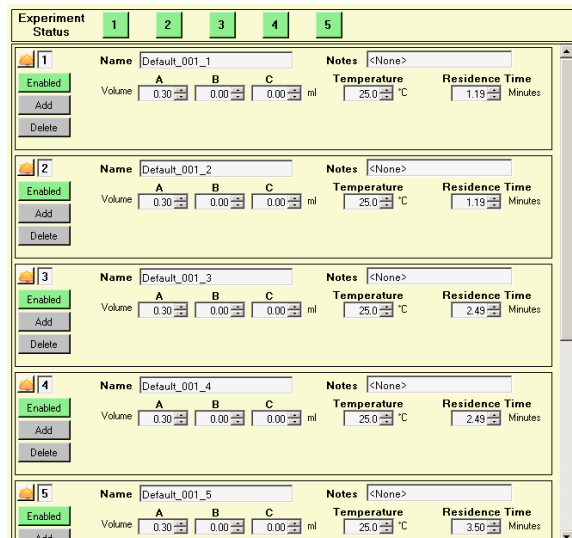 Experiment Status 1 2 3 4 5
1 Name Default_001_1 Notes <None>
Enabled A B C Temperature Residence Time
Volume 0.30 0.00 0.00 ml 25.0 °C 1.19 Minutes
Add
Delete
2 Name Default_001_2 Notes <None>
Enabled A B C Temperature Residence Time
Volume 0.30 0.00 0.00 ml 25.0 °C 1.19 Minutes
Add
Delete
3 Name Default_001_3 Notes <None>
Enabled A B C Temperature Residence Time
Volume 0.30 0.00 0.00 ml 25.0 °C 2.49 Minutes
Add
Delete
4 Name Default_001_4 Notes <None>
Enabled A B C Temperature Residence Time
Volume 0.30 0.00 0.00 ml 25.0 °C 2.49 Minutes
Add
Delete
5 Name Default_001_5 Notes <None>
Enabled A B C Temperature Residence Time
Volume 0.30 0.00 0.00 ml 25.0 °C 3.50 Minutes
Add